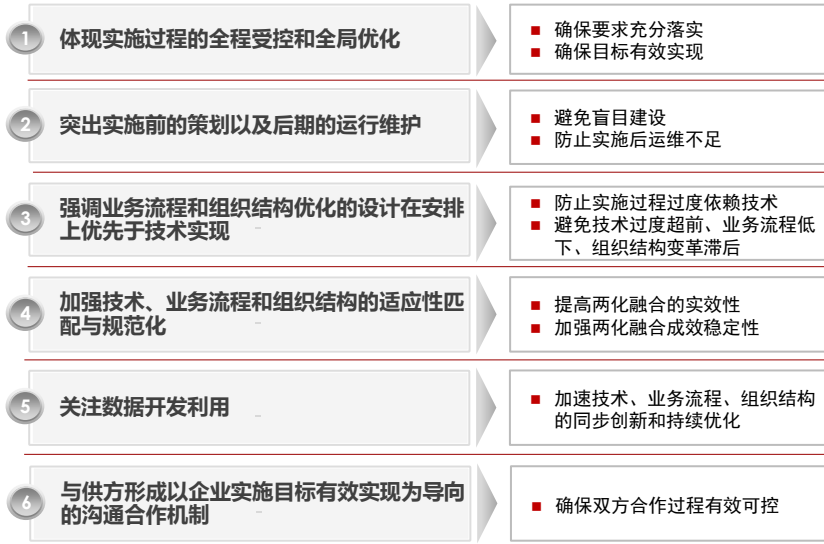 1
体现实施过程的全程受控和全局优化
确保要求充分落实
确保目标有效实现
2
突出实施前的策划以及后期的运行维护
避免盲目建设
防止实施后运维不足
3
强调业务流程和组织结构优化的设计在安排
上优先于技术实现
防止实施过程过度依赖技术
避免技术过度超前、业务流程低
下、组织结构变革滞后
4
加强技术、业务流程和组织结构的适应性匹
配与规范化
提高两化融合的实效性
加强两化融合成效稳定性
5
关注数据开发利用
加速技术、业务流程、组织结构
的同步创新和持续优化
6
与供方形成以企业实施目标有效实现为导向
的沟通合作机制
确保双方合作过程有效可控